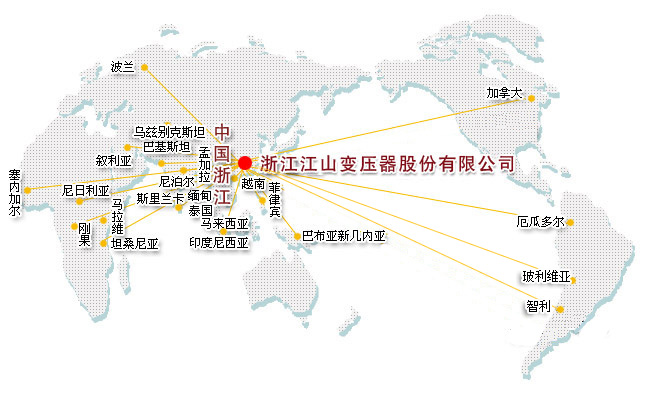 波兰
加拿大
中国浙江
浙江江山变压器股份有限公司
乌兹别克斯坦
巴基斯坦
叙利亚
孟加拉
塞内加尔
尼日利亚
尼泊尔
越南
菲律宾
斯里兰卡
缅甸
泰国
马拉维
刚果
坦桑尼亚
马来西亚
印度尼西亚
巴布亚新几内亚
厄瓜多尔
玻利维亚
智利